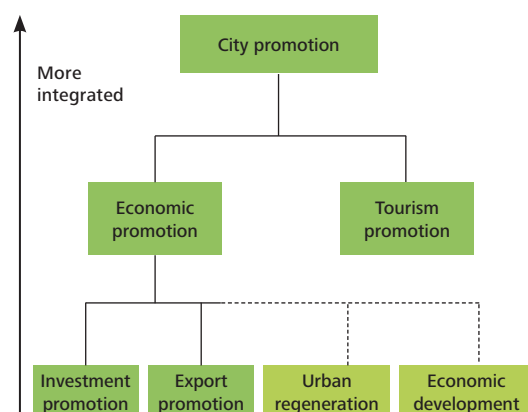 City promotion
More
integrated
Economic
promotion
Tourism
promotion
Investment
promotion
Export
promotion
Urban
regeneration
Economic
development